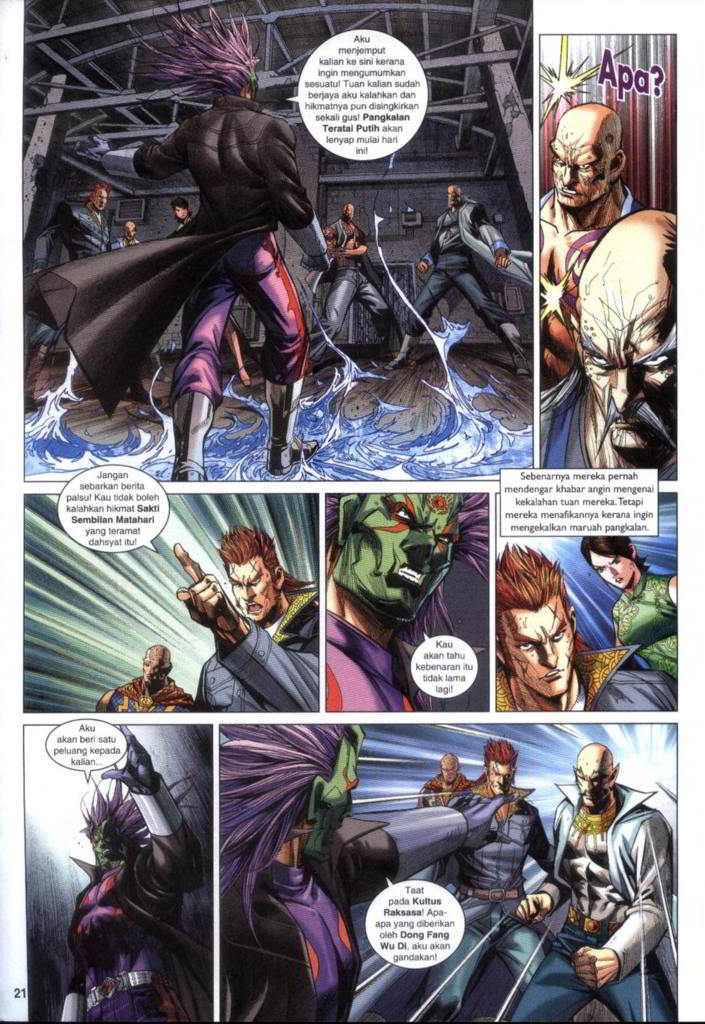 Aku
menjemput
kalian ke sini kerana
ingin mengumumkan
sesuatu! Tuan kalian sudah
berjaya aku kalahkan dan
hikmatnya pun disingkirkan
sekali gus! Pangkalan
Teratai Putih akan
lenyap mulai hari
ini!
Apa?
Jangan
sebarkan berita
palsu! Kau tidak boleh
kalahkan hikmat Sakti
Sembilan Matahari
yang teramat
dahsyat itu!
Kau
akan tahu
kebenaran itu
tidak lama
lagi!
Sebenarnya mereka pernah
mendengar khabar angin mengenai
kekalahan tuan mereka. Tetapi
mereka menafikannya kerana ingin
mengekalkan maruah pangkalan.
Aku
akan beri satu
peluang kepada
kalian...
Taat
pada Kultus
Raksasa! Apa-
apa yang diberikan
oleh Dong Fang
Wu Di, aku akan
gandakan!
21